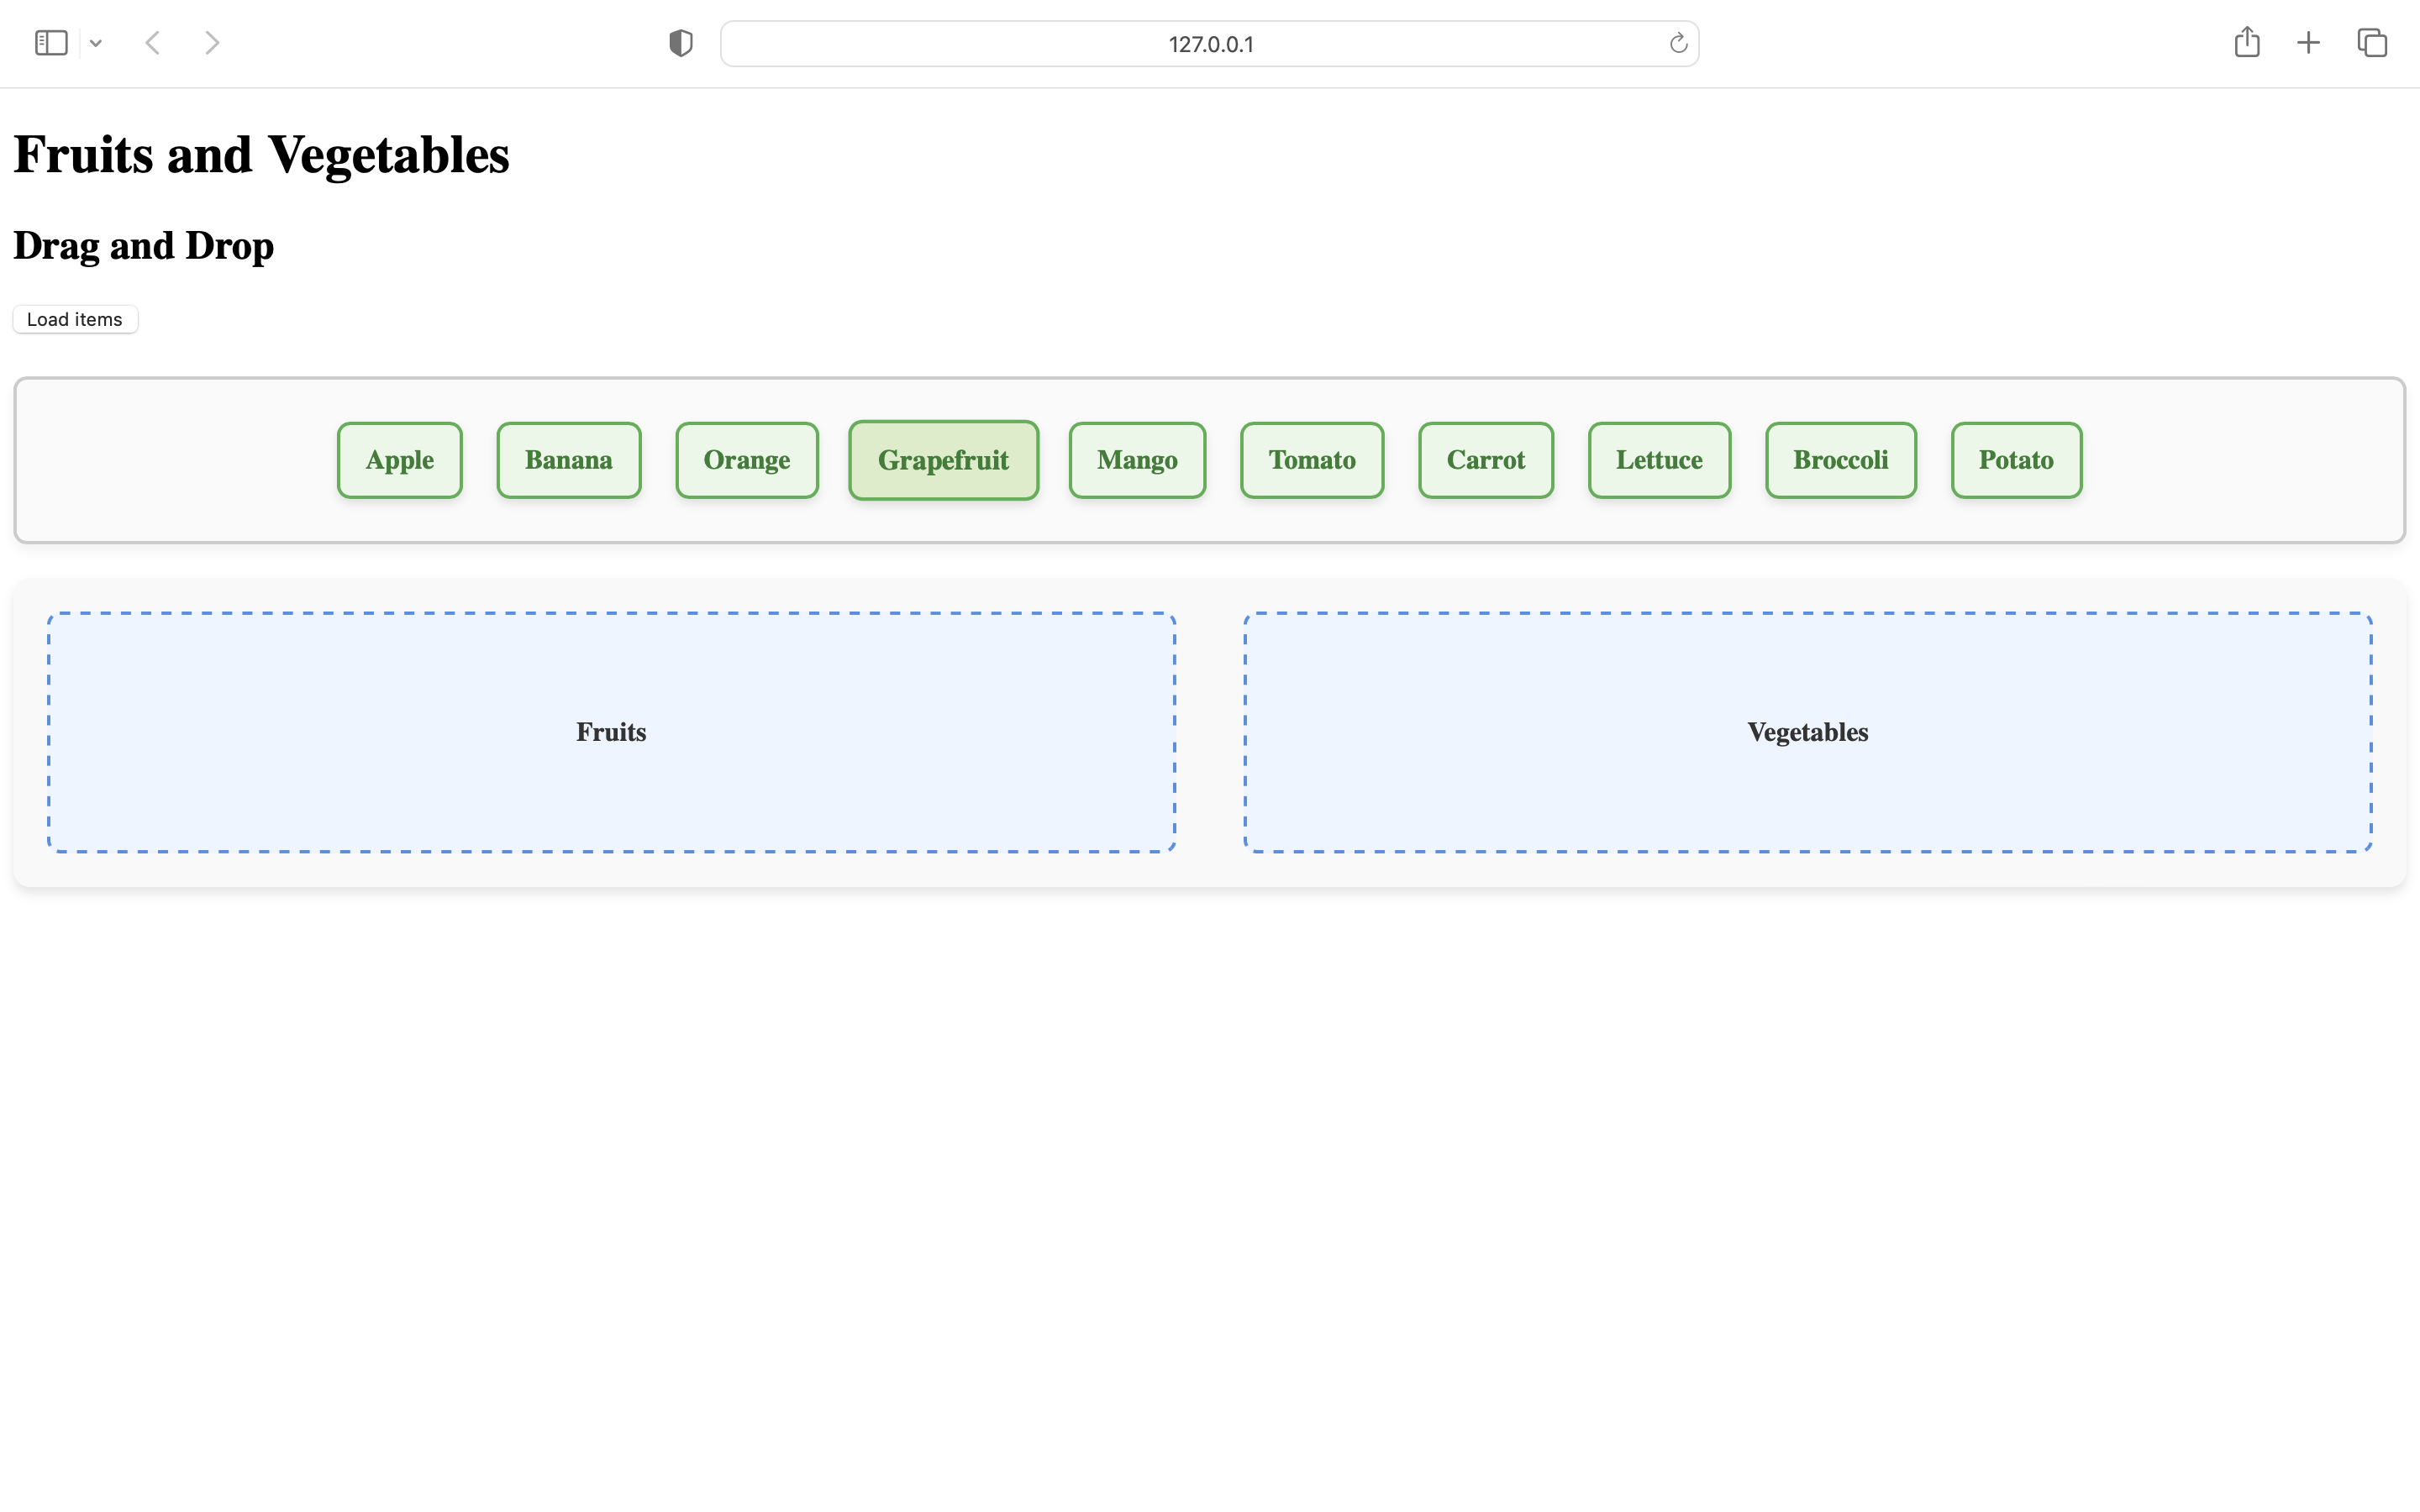 127.0.0.1
Fruits and Vegetables
Drag and Drop
Load items
Apple Banana Orange Grapefruit Mango Tomato Carrot Lettuce Broccoli Potato
Fruits Vegetables